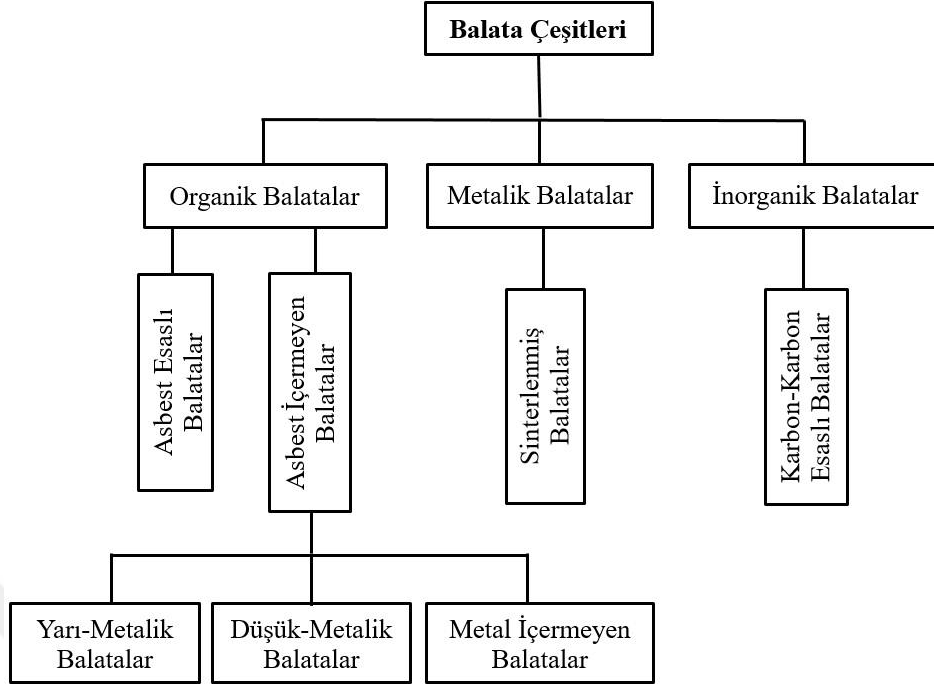 Balata Çeşitleri
Organik Balatalar
Metalik Balatalar
İnorganik Balatalar
Asbest Esaslı
Balatalar
Asbest İçermeyen
Balatalar
Sinterlenmiş
Balatalar
Karbon-Karbon
Esaslı Balatalar
Yarı-Metalik
Balatalar
Düşük-Metalik
Balatalar
Metal İçermeyen
Balatalar